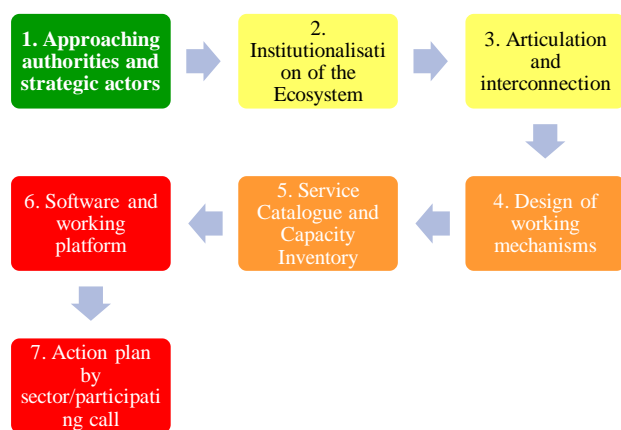 1. Approaching
authorities and
strategic actors
2.
Institutionalisati
on of the
Ecosystem
3. Articulation
and
interconnection
4. Design of
working
mechanisms
5. Service
Catalogue and
Capacity
Inventory
6. Software and
working
platform
7. Action plan
by
sector/participati
ng call